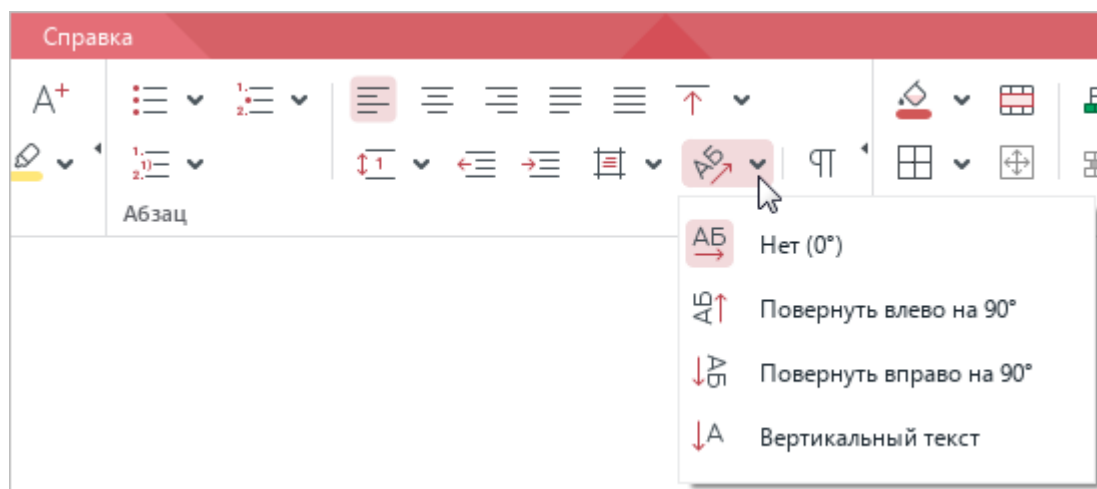 Справка
Абзац
Нет (0°)
Повернуть влево на 90°
Повернуть вправо на 90°
Вертикальный текст